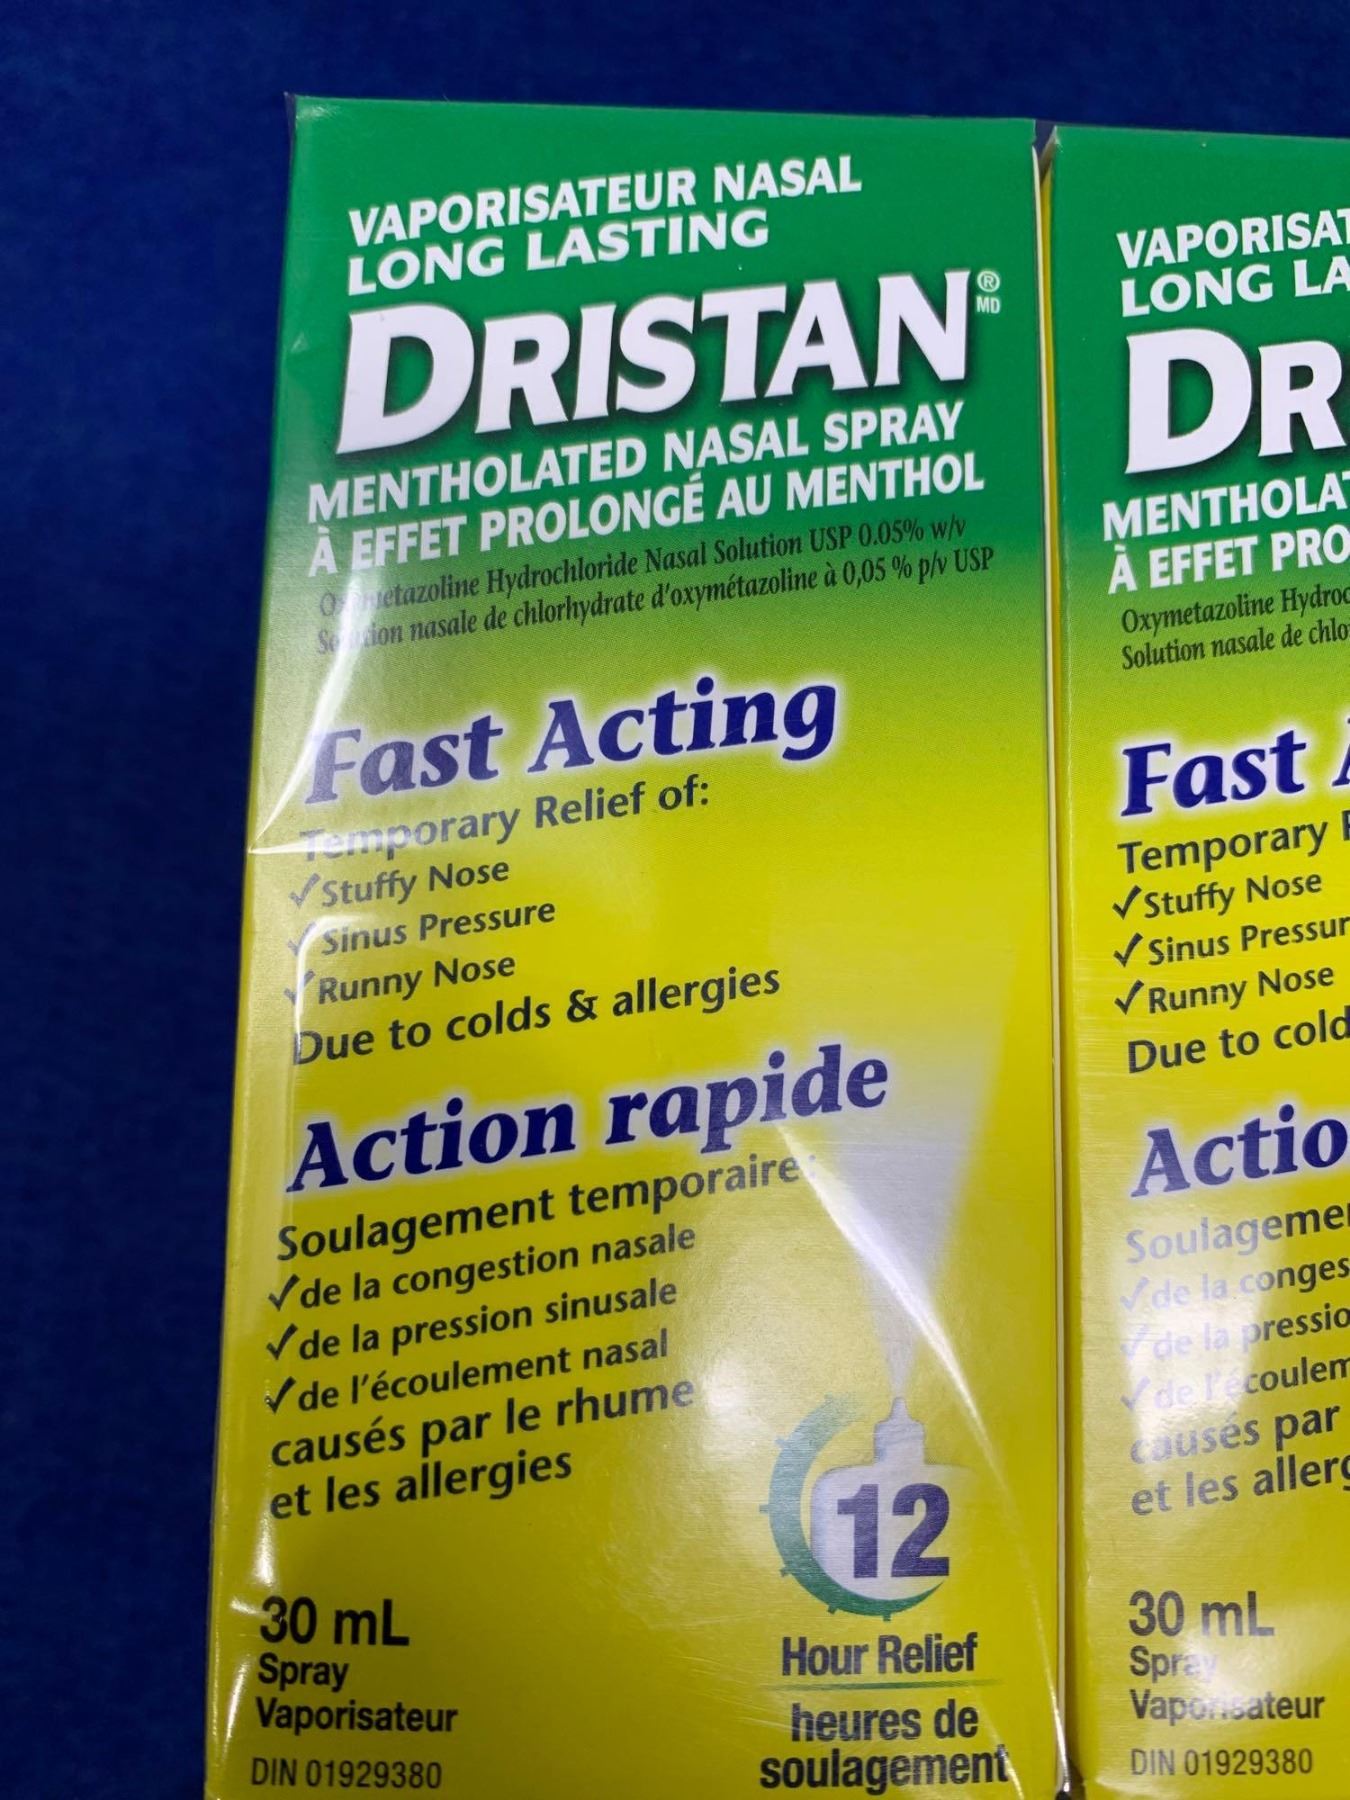 VAPORISATEUR NASAL
LONG LASTING
DRISTAN®
MD
MENTHOLATED NASAL SPRAY
À EFFET PROLONGÉ AU MENTHOL
Hydrochloride Nasal Solution USP 0.05% w/v
nasale de chlorhydrate d'oxymétazoline à 0,05 % p/v USP
Fast Acting
Temporary Relief of:
✓Stuffy Nose
✓Sinus Pressure
✓Runny Nose
Due to colds & allergies
Action rapide
Soulagement temporaire:
✓de la congestion nasale
✓de la pression sinusale
✓de l'écoulement nasal
causés par le rhume
et les allergies
12
Hour Relief
heures de
soulagement
30 mL
Spray
Vaporisateur
DIN 01929380
VAPORISAT
LONG LA
DR
MENTHOLAT
À EFFET PRO
Oxymetazoline Hydroc
Solution nasale de chlo
Fast A
Temporary R
✓Stuffy Nose
✓Sinus Pressur
✓Runny Nose
Due to cold
Actio
Soulagemer
✓de la conges
✓de la pressio
✓de l'écoulem
causés par
et les allerg
30 mL
Spray
Vaporisateur
DIN 01929380